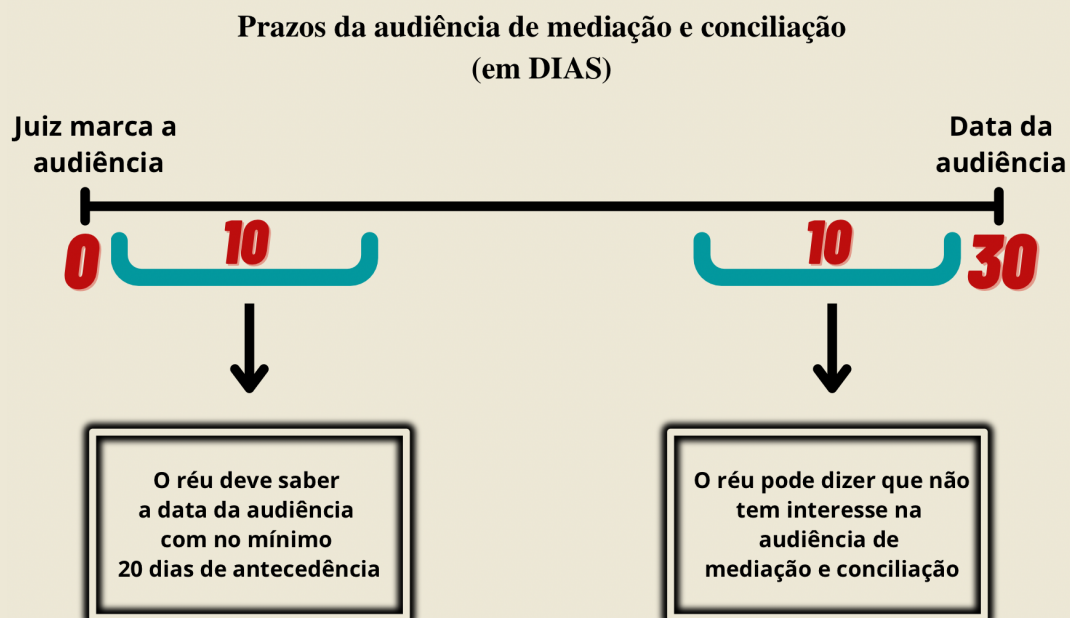 Prazos da audiência de mediação e conciliação
(em DIAS)
Juiz marca a
audiência
Data da
audiência
0
10
10
30
O réu deve saber
a data da audiência
com no mínimo
20 dias de antecedência
O réu pode dizer que não
tem interesse na
audiência de
mediação e conciliação